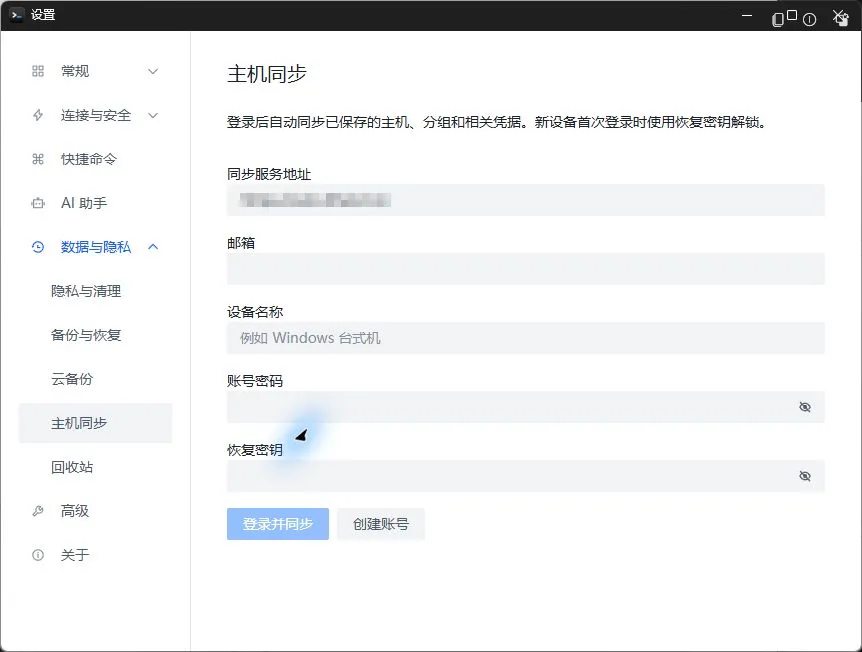 设置
常规
连接与安全
快捷命令
AI 助手
数据与隐私
隐私与清理
备份与恢复
云备份
主机同步
回收站
高级
关于
主机同步
登录后自动同步已保存的主机、分组和相关凭据。新设备首次登录时使用恢复密钥解锁。
同步服务地址
邮箱
设备名称
例如 Windows 台式机
账号密码
恢复密钥
登录并同步
创建账号